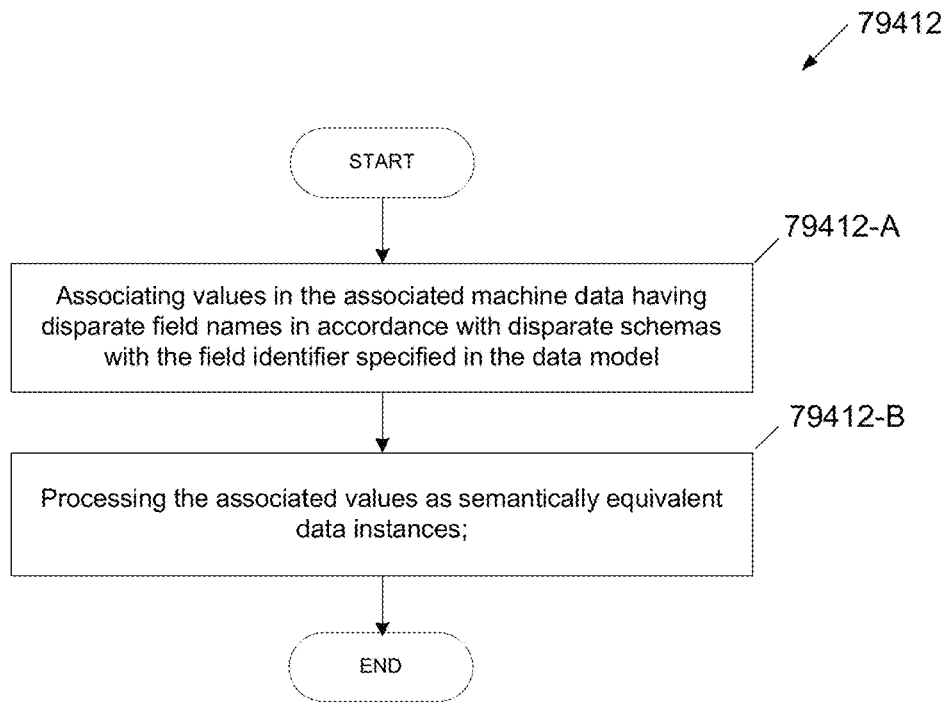 79412
START
79412-A
Associating values in the associated machine data having
disparate field names in accordance with disparate schemas
with the field identifier specified in the data model
79412-B
Processing the associated values as semantically equivalent
data instances;
END